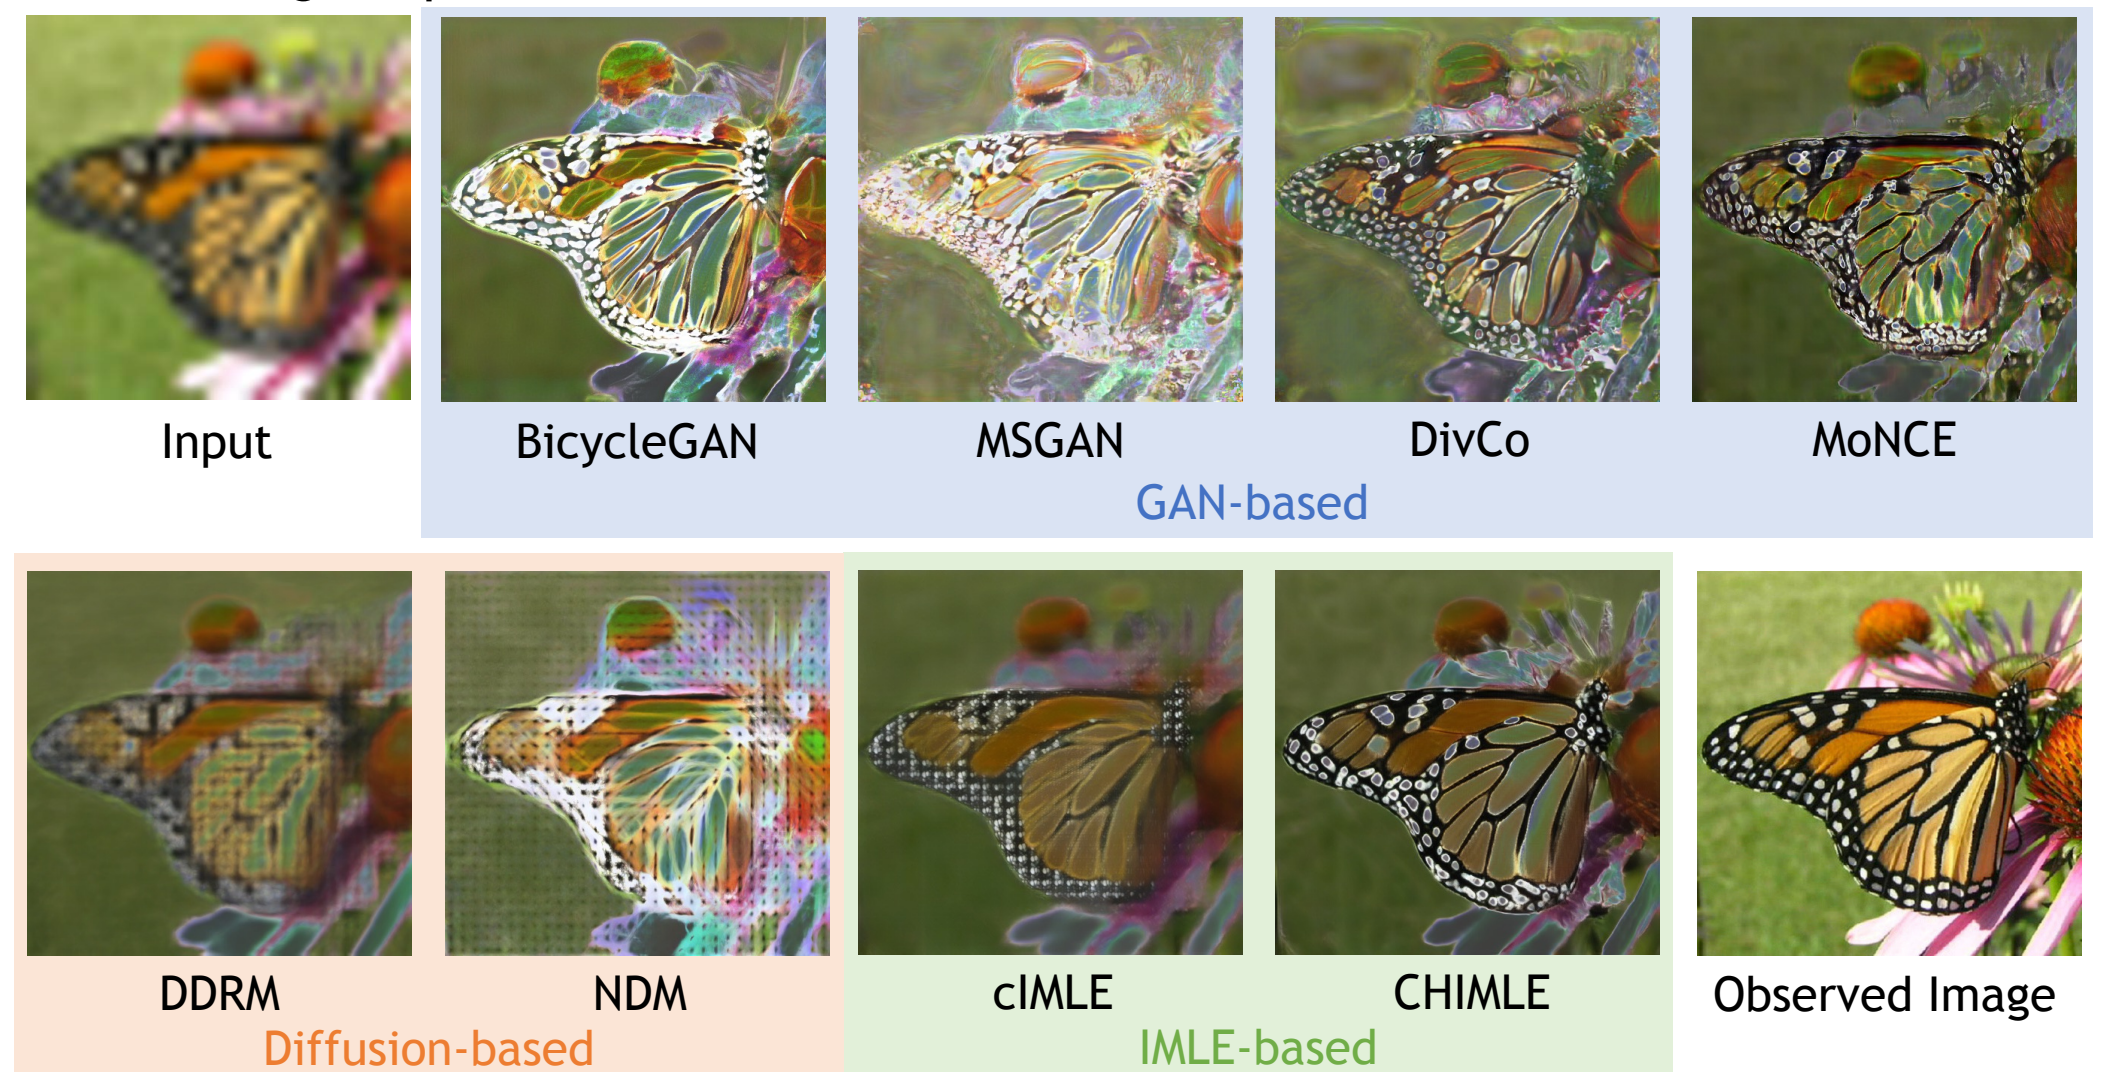 Input
BicycleGAN
MSGAN
DivCo
MoNCE
GAN-based
DDRM
NDM
cIMLE
CHIMLE
Observed Image
Diffusion-based
IMLE-based